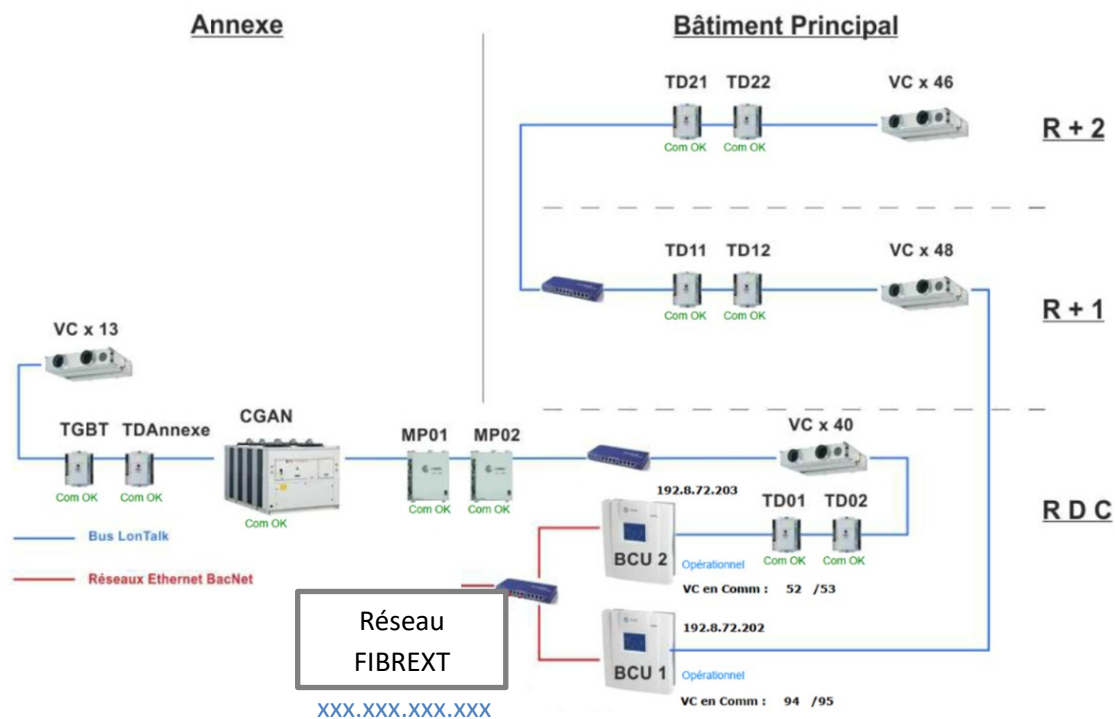 Annexe
Bâtiment Principal
TD21
TD22
VC x 46
R + 2
Com OK
Com OK
TD11
TD12
VC x 48
R + 1
Com OK
Com OK
VC x 13
TGBT
TDAnnexe
CGAN
MP01
MP02
VC x 40
Com OK
Com OK
Com OK
Com OK
Com OK
192.8.72.203
TD01
TD02
R D C
Com OK
Com OK
BCU 2
Opérationnel
VC en Comm : 52 /53
Bus LonTalk
Réseaux Ethernet BacNet
Réseau
FIBREXT
XXX.XXX.XXX.XXX
192.8.72.202
BCU 1
Opérationnel
VC en Comm : 94 /95